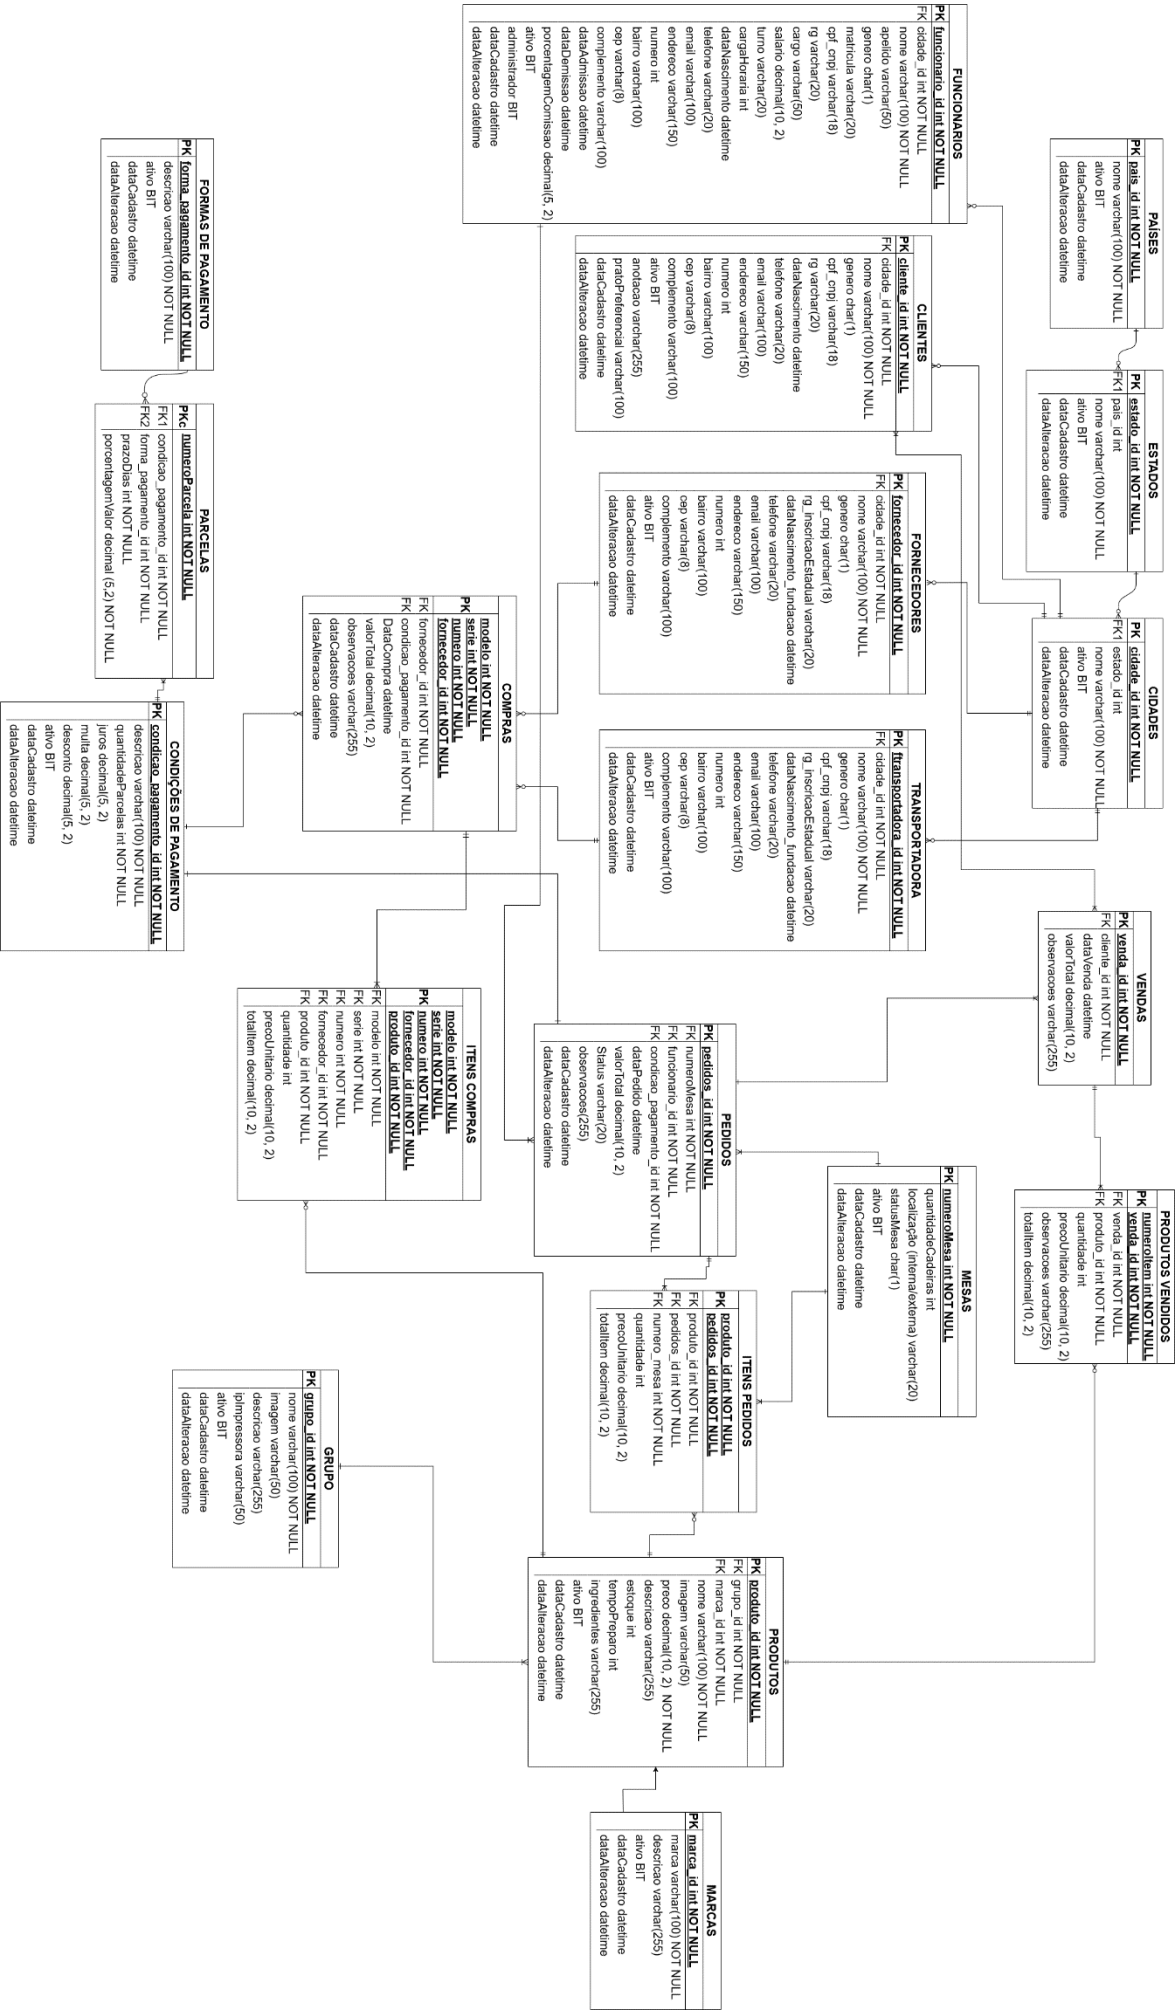 PAÍSES
PK pais_id int NOT NULL
nome varchar(100) NOT NULL
ativo BIT
dataCadastro datetime
dataAlteracao datetime
ESTADOS
PK estado_id int NOT NULL
FK1 pais_id int
nome varchar(100) NOT NULL
ativo BIT
dataCadastro datetime
dataAlteracao datetime
CIDADES
PK cidade_id int NOT NULL
FK1 estado_id int
nome varchar(100) NOT NULL
ativo BIT
dataCadastro datetime
dataAlteracao datetime
VENDAS
PK venda_id int NOT NULL
FK cliente_id int NOT NULL
dataVenda datetime
valorTotal decimal(10, 2)
observacoes varchar(255)
PRODUTOS VENDIDOS
PK numeroItem int NOT NULL
venda_id int NOT NULL
FK venda_id int NOT NULL
FK produto_id int NOT NULL
quantidade int
precoUnitario decimal(10, 2)
observacoes varchar(255)
totalItem decimal(10, 2)
FUNCIONARIOS
PK funcionario_id int NOT NULL
FK cidade_id int NOT NULL
nome varchar(100) NOT NULL
apelido varchar(50)
genero char(1)
matricula varchar(20)
cpf_cnpj varchar(18)
rg varchar(20)
cargo varchar(50)
salario decimal(10, 2)
turno varchar(20)
cargaHoraria int
dataNascimento datetime
telefone varchar(20)
email varchar(100)
endereco varchar(150)
numero int
bairro varchar(100)
cep varchar(8)
complemento varchar(100)
dataAdmissao datetime
dataDemissao datetime
porcentagemComissao decimal(5, 2)
ativo BIT
administrador BIT
dataCadastro datetime
dataAlteracao datetime
CLIENTES
PK cliente_id int NOT NULL
FK cidade_id int NOT NULL
nome varchar(100) NOT NULL
genero char(1)
cpf_cnpj varchar(18)
rg varchar(20)
dataNascimento datetime
telefone varchar(20)
email varchar(100)
endereco varchar(150)
numero int
bairro varchar(100)
cep varchar(8)
complemento varchar(100)
ativo BIT
anotacao varchar(255)
pratoPreferencial varchar(100)
dataCadastro datetime
dataAlteracao datetime
FORNECEDORES
PK fornecedor_id int NOT NULL
FK cidade_id int NOT NULL
nome varchar(100) NOT NULL
genero char(1)
cpf_cnpj varchar(18)
rg_inscricaoEstadual varchar(20)
dataNascimento_fundacao datetime
telefone varchar(20)
email varchar(100)
endereco varchar(150)
numero int
bairro varchar(100)
cep varchar(8)
complemento varchar(100)
ativo BIT
dataCadastro datetime
dataAlteracao datetime
TRANSPORTADORA
PK ftransportadora_id int NOT NULL
FK cidade_id int NOT NULL
nome varchar(100) NOT NULL
genero char(1)
cpf_cnpj varchar(18)
rg_inscricaoEstadual varchar(20)
dataNascimento_fundacao datetime
telefone varchar(20)
email varchar(100)
endereco varchar(150)
numero int
bairro varchar(100)
cep varchar(8)
complemento varchar(100)
ativo BIT
dataCadastro datetime
dataAlteracao datetime
MESAS
PK numeroMesa int NOT NULL
quantidadeCadeiras int
localização (interna/externa) varchar(20)
statusMesa char(1)
ativo BIT
dataCadastro datetime
dataAlteracao datetime
PEDIDOS
PK pedidos_id int NOT NULL
FK numeroMesa int NOT NULL
FK funcionario_id int NOT NULL
FK condicao_pagamento_id int NOT NULL
dataPedido datetime
valorTotal decimal(10, 2)
Status varchar(20)
observacoes(255)
dataCadastro datetime
dataAlteracao datetime
ITENS PEDIDOS
PK produto_id int NOT NULL
pedidos_id int NOT NULL
FK produto_id int NOT NULL
FK pedidos_id int NOT NULL
FK numero_mesa int NOT NULL
quantidade int
precoUnitario decimal(10, 2)
totalItem decimal(10, 2)
PRODUTOS
PK produto_id int NOT NULL
FK grupo_id int NOT NULL
FK marca_id int NOT NULL
nome varchar(100) NOT NULL
imagem varchar(50)
preco decimal(10, 2) NOT NULL
descricao varchar(255)
estoque int
tempoPreparo int
ingredientes varchar(255)
ativo BIT
dataCadastro datetime
dataAlteracao datetime
MARCAS
PK marca_id int NOT NULL
marca varchar(100) NOT NULL
descricao varchar(255)
ativo BIT
dataCadastro datetime
dataAlteracao datetime
COMPRAS
modelo int NOT NULL
serie int NOT NULL
PK numero int NOT NULL
fornecedor_id int NOT NULL
FK fornecedor_id int NOT NULL
FK condicao_pagamento_id int NOT NULL
DataCompra datetime
valorTotal decimal(10, 2)
observacoes varchar(255)
dataCadastro datetime
dataAlteracao datetime
ITENS COMPRAS
modelo int NOT NULL
serie int NOT NULL
PK numero int NOT NULL
fornecedor_id int NOT NULL
produto_id int NOT NULL
FK modelo int NOT NULL
FK serie int NOT NULL
FK numero int NOT NULL
FK fornecedor_id int NOT NULL
FK produto_id int NOT NULL
quantidade int
precoUnitario decimal(10, 2)
totalItem decimal(10, 2)
GRUPO
PK grupo_id int NOT NULL
nome varchar(100) NOT NULL
imagem varchar(50)
descricao varchar(255)
ipImpressora varchar(50)
ativo BIT
dataCadastro datetime
dataAlteracao datetime
FORMAS DE PAGAMENTO
PK forma_pagamento_id int NOT NULL
descricao varchar(100) NOT NULL
ativo BIT
dataCadastro datetime
dataAlteracao datetime
PARCELAS
PKc numeroParcela int NOT NULL
FK1 condicao_pagamento_id int NOT NULL
FK2 forma_pagamento_id int NOT NULL
prazoDias int NOT NULL
porcentagemValor decimal (5,2) NOT NULL
CONDIÇÕES DE PAGAMENTO
PK condicao_pagamento_id int NOT NULL
descricao varchar(100) NOT NULL
quantidadeParcelas int NOT NULL
juros decimal(5, 2)
multa decimal(5, 2)
desconto decimal(5, 2)
ativo BIT
dataCadastro datetime
dataAlteracao datetime